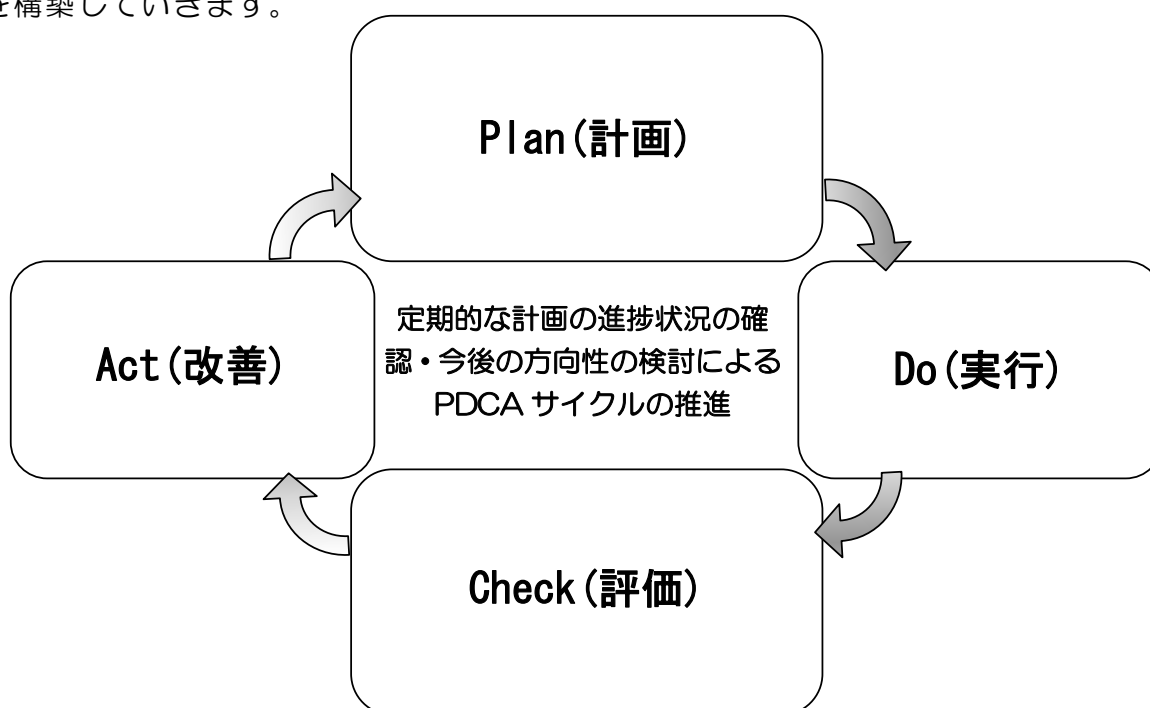 を構築していきます。
Plan(計画)
Act(改善)
定期的な計画の進捗状況の確
認・今後の方向性の検討による
PDCA サイクルの推進
Do(実行)
Check(評価)